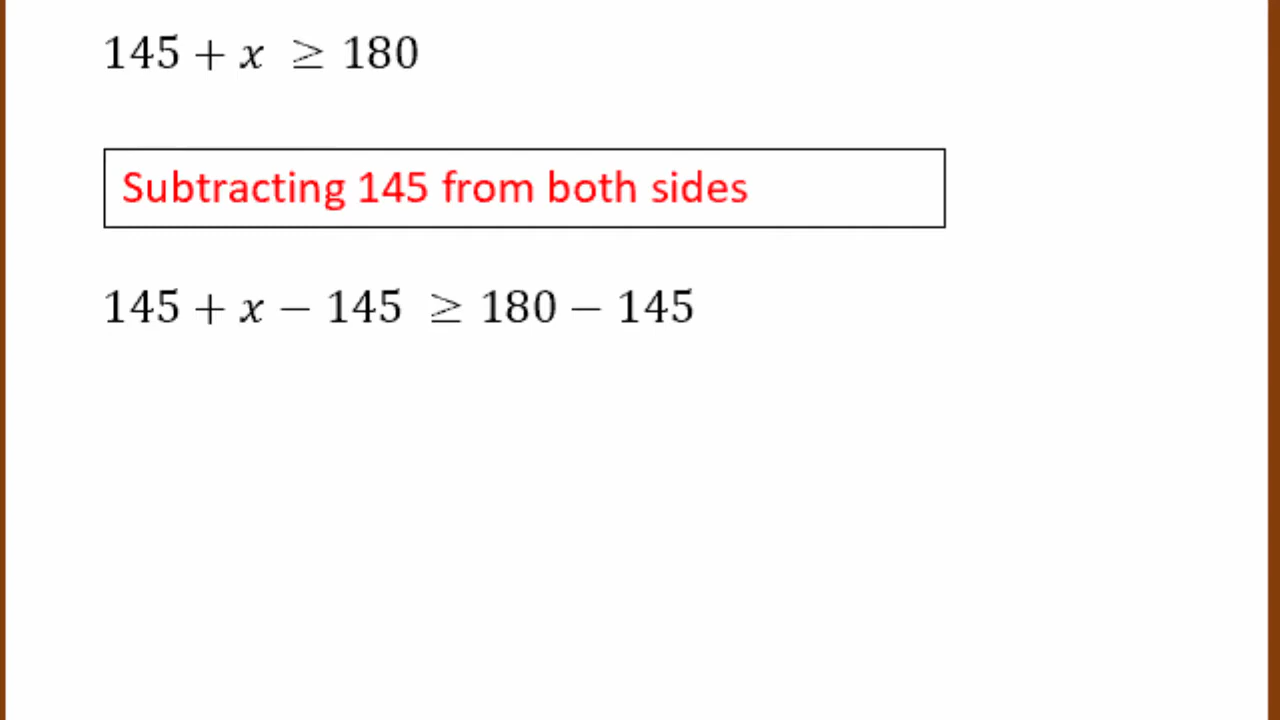 145 + x ≥ 180
Subtracting 145 from both sides
145 + x − 145 ≥ 180 − 145